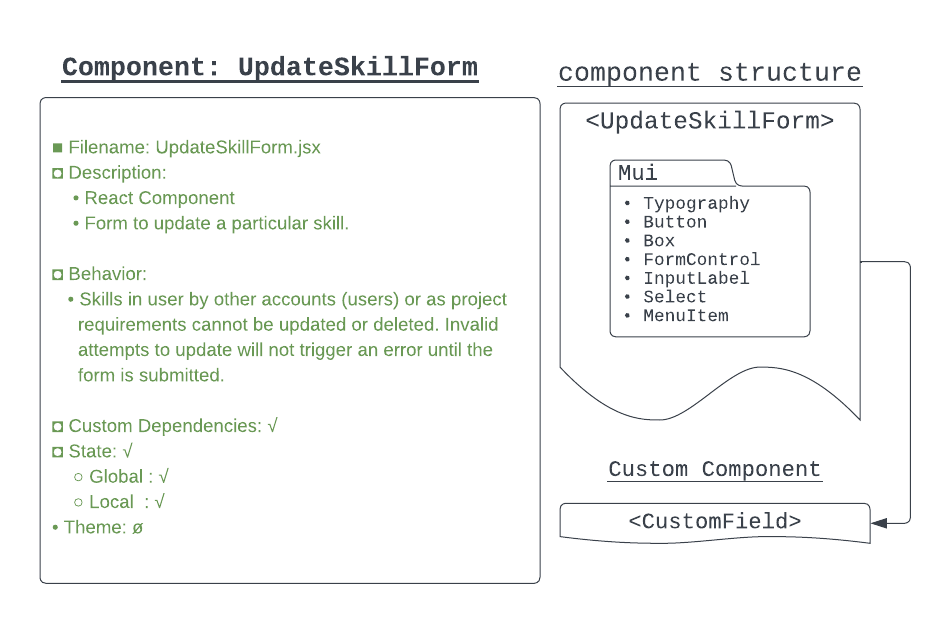 Component: UpdateSkillForm
■ Filename: UpdateSkillForm.jsx
◘ Description:
• React Component
• Form to update a particular skill.
◘ Behavior:
• Skills in user by other accounts (users) or as project
requirements cannot be updated or deleted. Invalid
attempts to update will not trigger an error until the
form is submitted.
◘ Custom Dependencies: √
◘ State: √
○ Global : √
○ Local : √
• Theme: ø
component structure
<UpdateSkillForm>
Mui
• Typography
• Button
• Box
• FormControl
• InputLabel
• Select
• MenuItem
Custom Component
<CustomField>